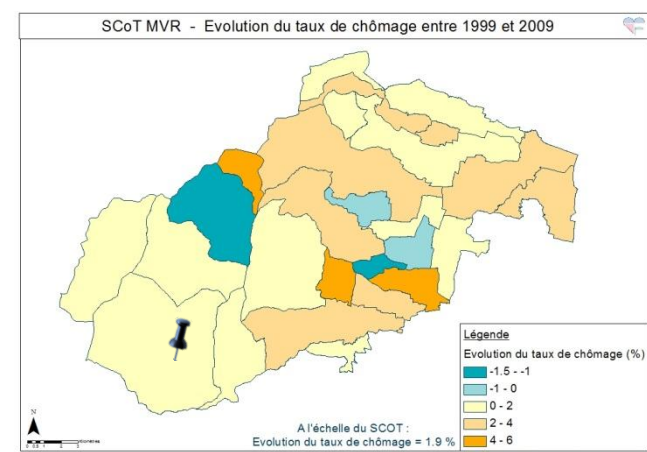 SCoT MVR - Evolution du taux de chômage entre 1999 et 2009
Légende
Evolution du taux de chômage (%)
-1.5 - -1
-1 - 0
0 - 2
2 - 4
4 - 6
N
A l'échelle du SCOT :
Evolution du taux de chômage = 1.9 %